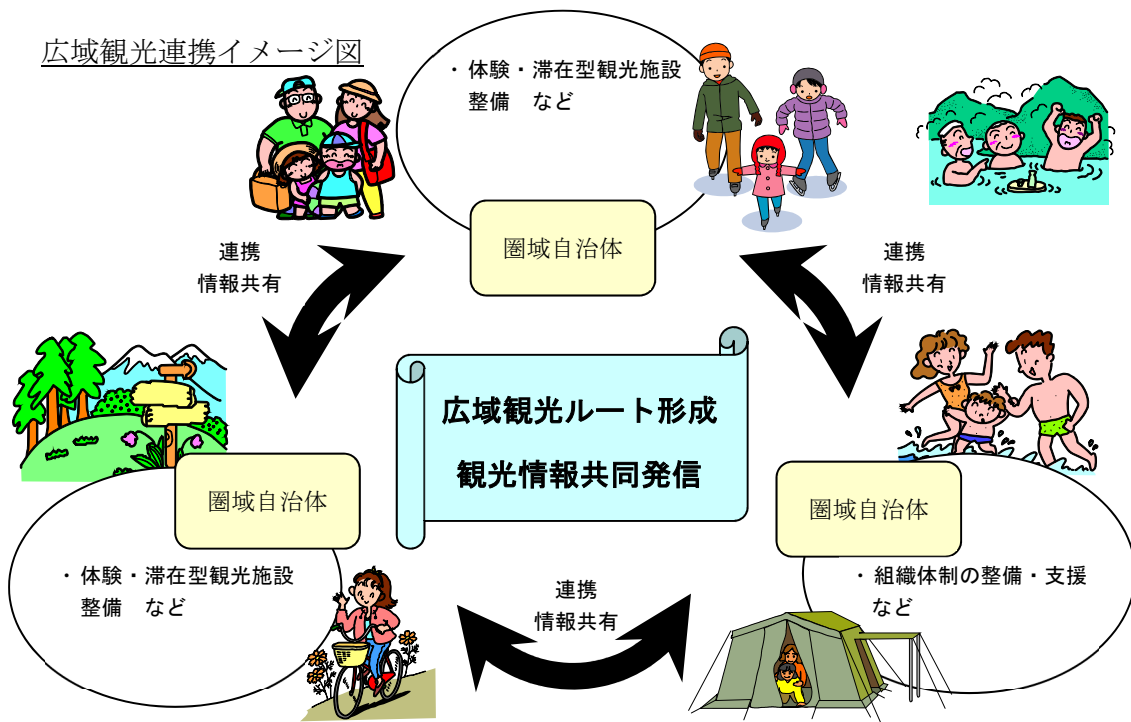 広域観光連携イメージ図
・体験・滞在型観光施設
整備　など
圏域自治体
連携
情報共有
連携
情報共有
広域観光ルート形成
観光情報共同発信
圏域自治体
・体験・滞在型観光施設
整備　など
圏域自治体
・組織体制の整備・支援
など
連携
情報共有